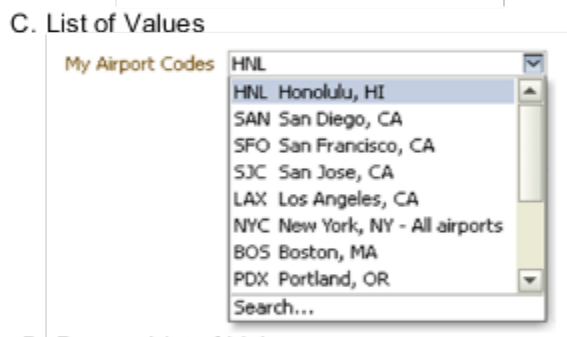 C. List of Values
My Airport Codes HNL
HNL Honolulu, HI
SAN San Diego, CA
SFO San Francisco, CA
SJC San Jose, CA
LAX Los Angeles, CA
NYC New York, NY - All airports
BOS Boston, MA
PDX Portland, OR
Search...